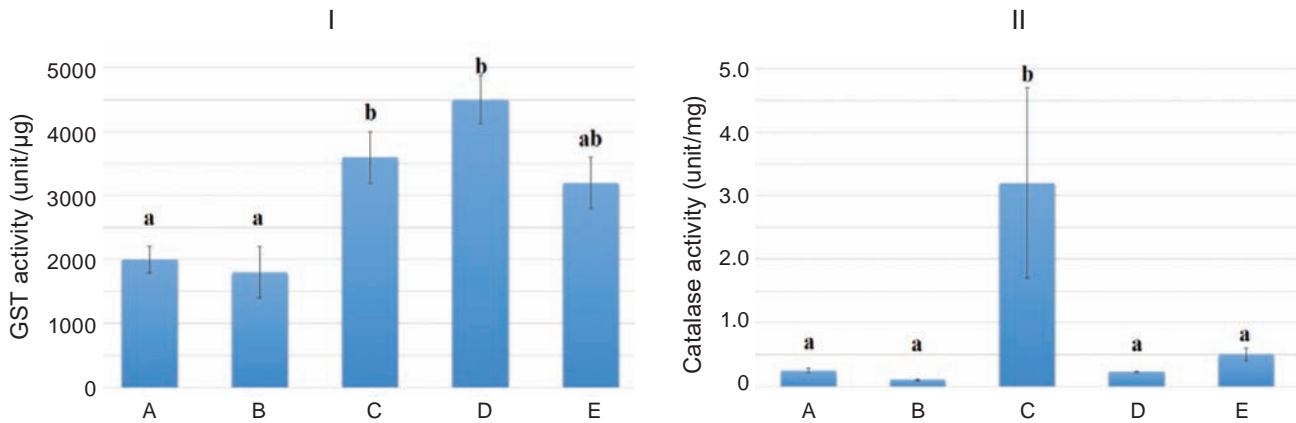 I
GST activity (unit/µg)
5000
4000
3000
2000
1000
0
a
a
b
b
ab
A B C D E
II
Catalase activity (unit/mg)
5.0
4.0
3.0
2.0
1.0
0
a
a
b
a
a
A B C D E